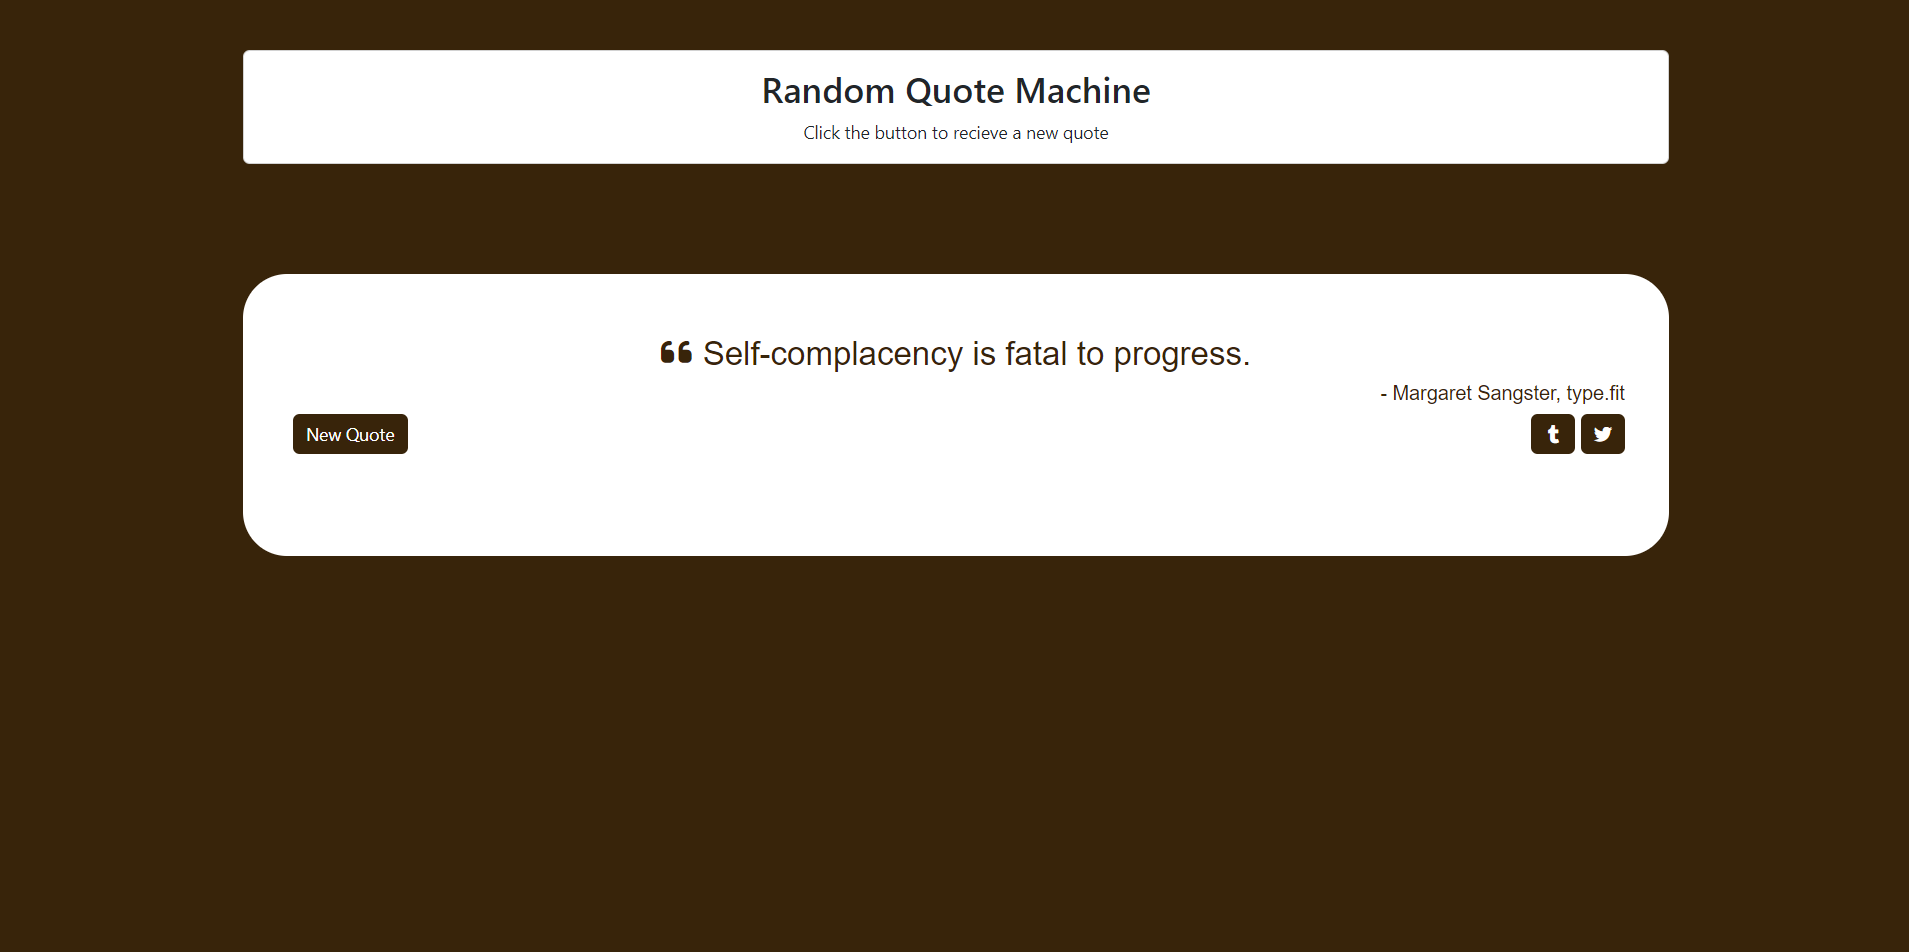 Random Quote Machine
Click the button to recieve a new quote
❝ Self-complacency is fatal to progress.
- Margaret Sangster, type.fit
New Quote
t